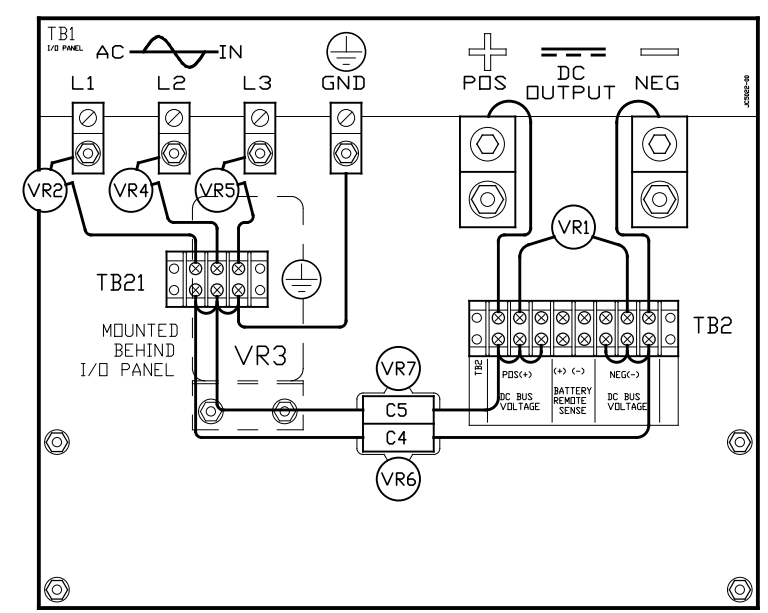 TB1
I/O PANEL
AC IN
POS DC OUTPUT NEG
L1 L2 L3 GND
JC5022-00
VR2 VR4 VR5
VR1
TB21
TB2
MOUNTED
BEHIND
I/O PANEL
VR3
VR7
TB2
POS(+) (+) (-) NEG(-)
DC BUS
VOLTAGE
BATTERY
REMOTE
SENSE
DC BUS
VOLTAGE
C5
C4
VR6